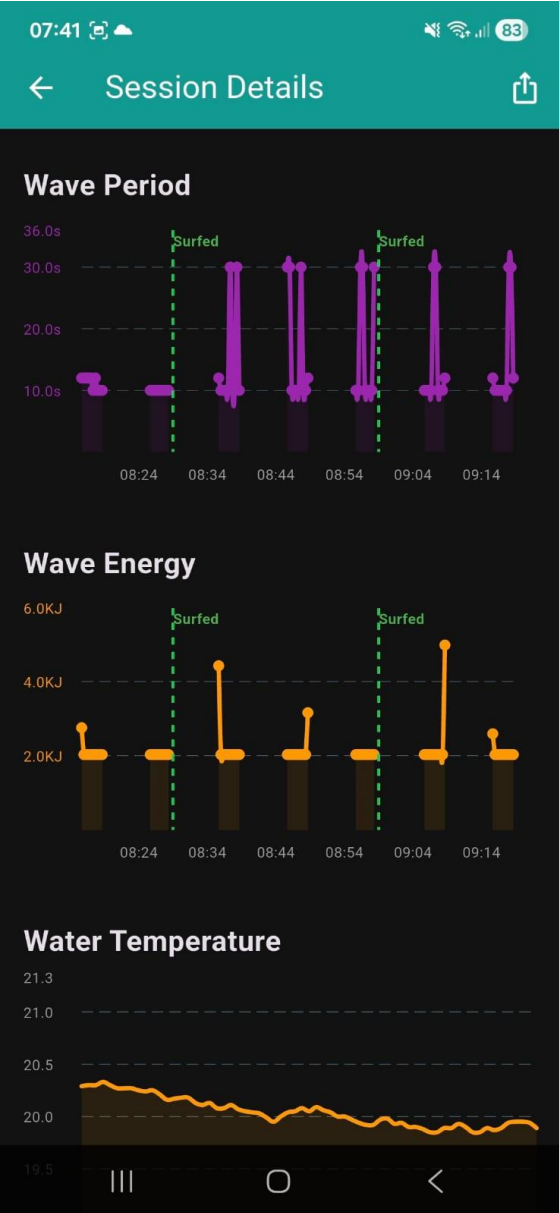 07:41 83
Session Details
Wave Period
36.0s
Surfed Surfed
30.0s
20.0s
10.0s
08:24 08:34 08:44 08:54 09:04 09:14
Wave Energy
6.0KJ
Surfed Surfed
4.0KJ
2.0KJ
08:24 08:34 08:44 08:54 09:04 09:14
Water Temperature
21.3
21.0
20.5
20.0
19.5